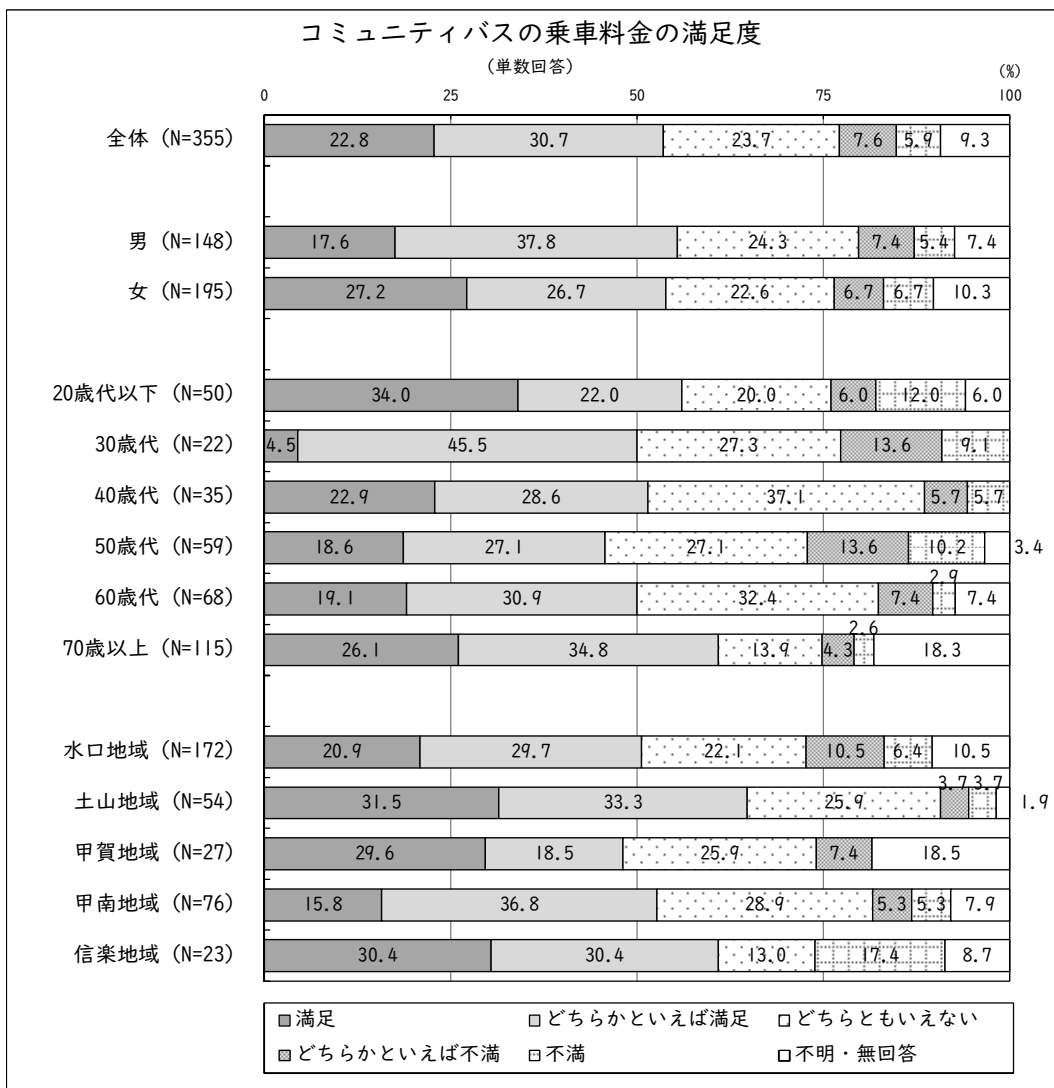 コミュニティバスの乗車料金の満足度
(単数回答)
(%)
0 25 50 75 100
全体 (N=355) 22.8 30.7 23.7 7.6 5.9 9.3
男 (N=148) 17.6 37.8 24.3 7.4 5.4 7.4
女 (N=195) 27.2 26.7 22.6 6.7 6.7 10.3
20歳代以下 (N=50) 34.0 22.0 20.0 6.0 12.0 6.0
30歳代 (N=22) 4.5 45.5 27.3 13.6 9.1
40歳代 (N=35) 22.9 28.6 37.1 5.7 5.7
50歳代 (N=59) 18.6 27.1 27.1 13.6 10.2 3.4
60歳代 (N=68) 19.1 30.9 32.4 7.4 2.9 7.4
70歳以上 (N=115) 26.1 34.8 13.9 4.3 2.6 18.3
水口地域 (N=172) 20.9 29.7 22.1 10.5 6.4 10.5
土山地域 (N=54) 31.5 33.3 25.9 3.7 3.7 1.9
甲賀地域 (N=27) 29.6 18.5 25.9 7.4 18.5
甲南地域 (N=76) 15.8 36.8 28.9 5.3 5.3 7.9
信楽地域 (N=23) 30.4 30.4 13.0 17.4 8.7
満足 どちらかといえば満足 どちらともいえない
どちらかといえば不満 不満 不明・無回答